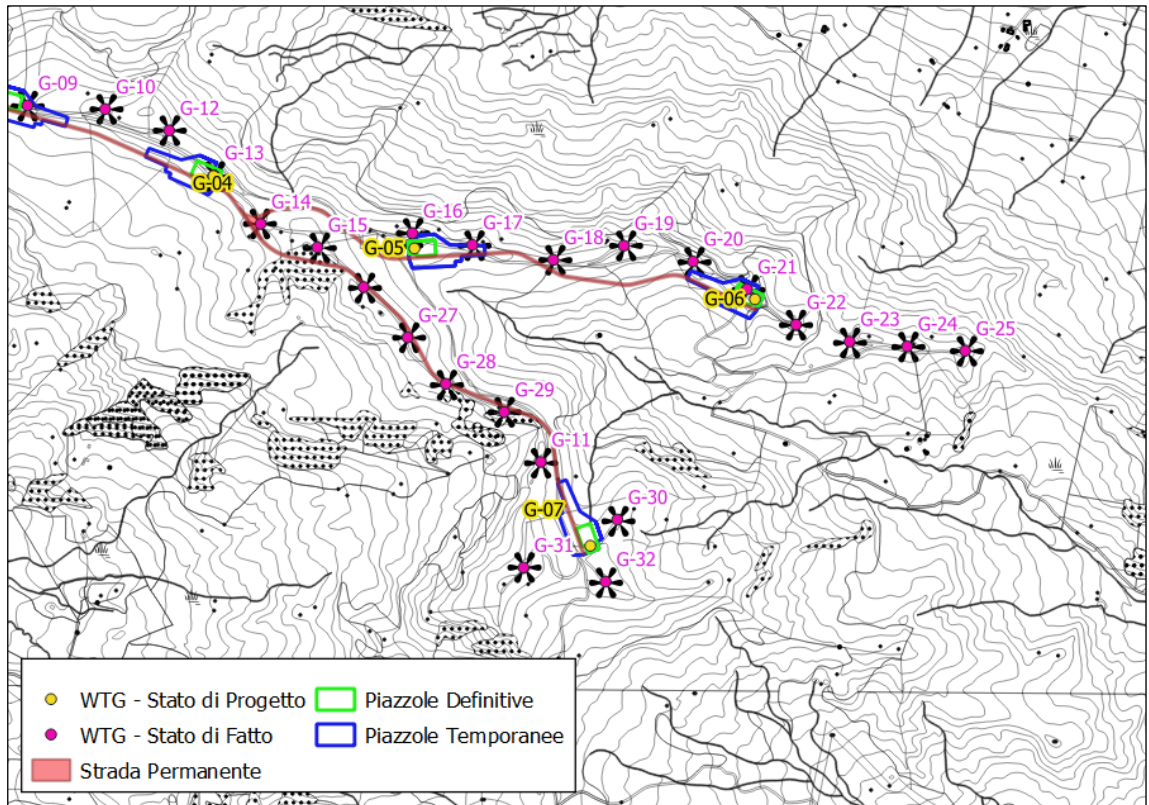 G-09
G-10
G-12
G-13
G-04
G-14
G-15
G-16
G-05
G-17
G-18
G-19
G-20
G-21
G-06
G-22
G-23
G-24
G-25
G-27
G-28
G-29
G-11
G-07
G-30
G-31
G-32
WTG - Stato di Progetto
Piazzole Definitive
WTG - Stato di Fatto
Piazzole Temporanee
Strada Permanente